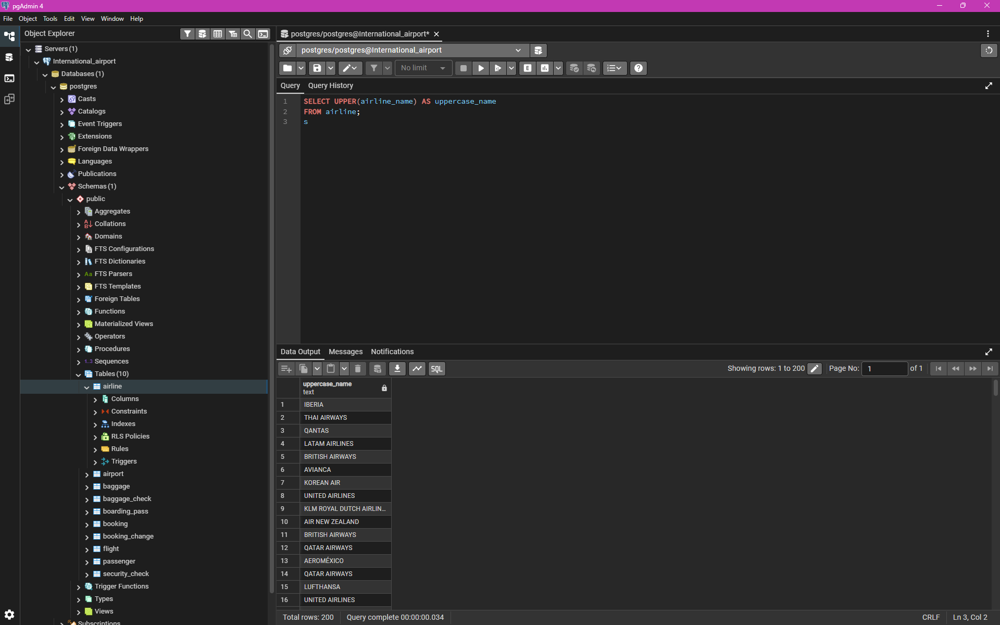 pgAdmin 4
File Object Tools Edit View Window Help
Object Explorer
postgres/postgres@International_airport*
Servers (1)
International_airport
Databases (1)
postgres
Casts
Catalogs
Event Triggers
Extensions
Foreign Data Wrappers
Languages
Publications
Schemas (1)
public
Aggregates
Collations
Domains
FTS Configurations
FTS Dictionaries
Aa FTS Parsers
FTS Templates
Foreign Tables
Functions
Materialized Views
Operators
Procedures
1..3 Sequences
Tables (10)
airline
Columns
Constraints
Indexes
RLS Policies
Rules
Triggers
airport
baggage
baggage_check
boarding_pass
booking
booking_change
flight
passenger
security_check
Trigger Functions
Types
Views
Subscriptions
postgres/postgres@International_airport
No limit
E
Query Query History
1 SELECT UPPER(airline_name) AS uppercase_name
2 FROM airline;
3 s
Data Output Messages Notifications
SQL
Showing rows: 1 to 200 Page No: 1 of 1
uppercase_name
text
1 IBERIA
2 THAI AIRWAYS
3 QANTAS
4 LATAM AIRLINES
5 BRITISH AIRWAYS
6 AVIANCA
7 KOREAN AIR
8 UNITED AIRLINES
9 KLM ROYAL DUTCH AIRLIN...
10 AIR NEW ZEALAND
11 BRITISH AIRWAYS
12 QATAR AIRWAYS
13 AEROMÉXICO
14 QATAR AIRWAYS
15 LUFTHANSA
16 UNITED AIRLINES
Total rows: 200 Query complete 00:00:00.034 CRLF Ln 3, Col 2